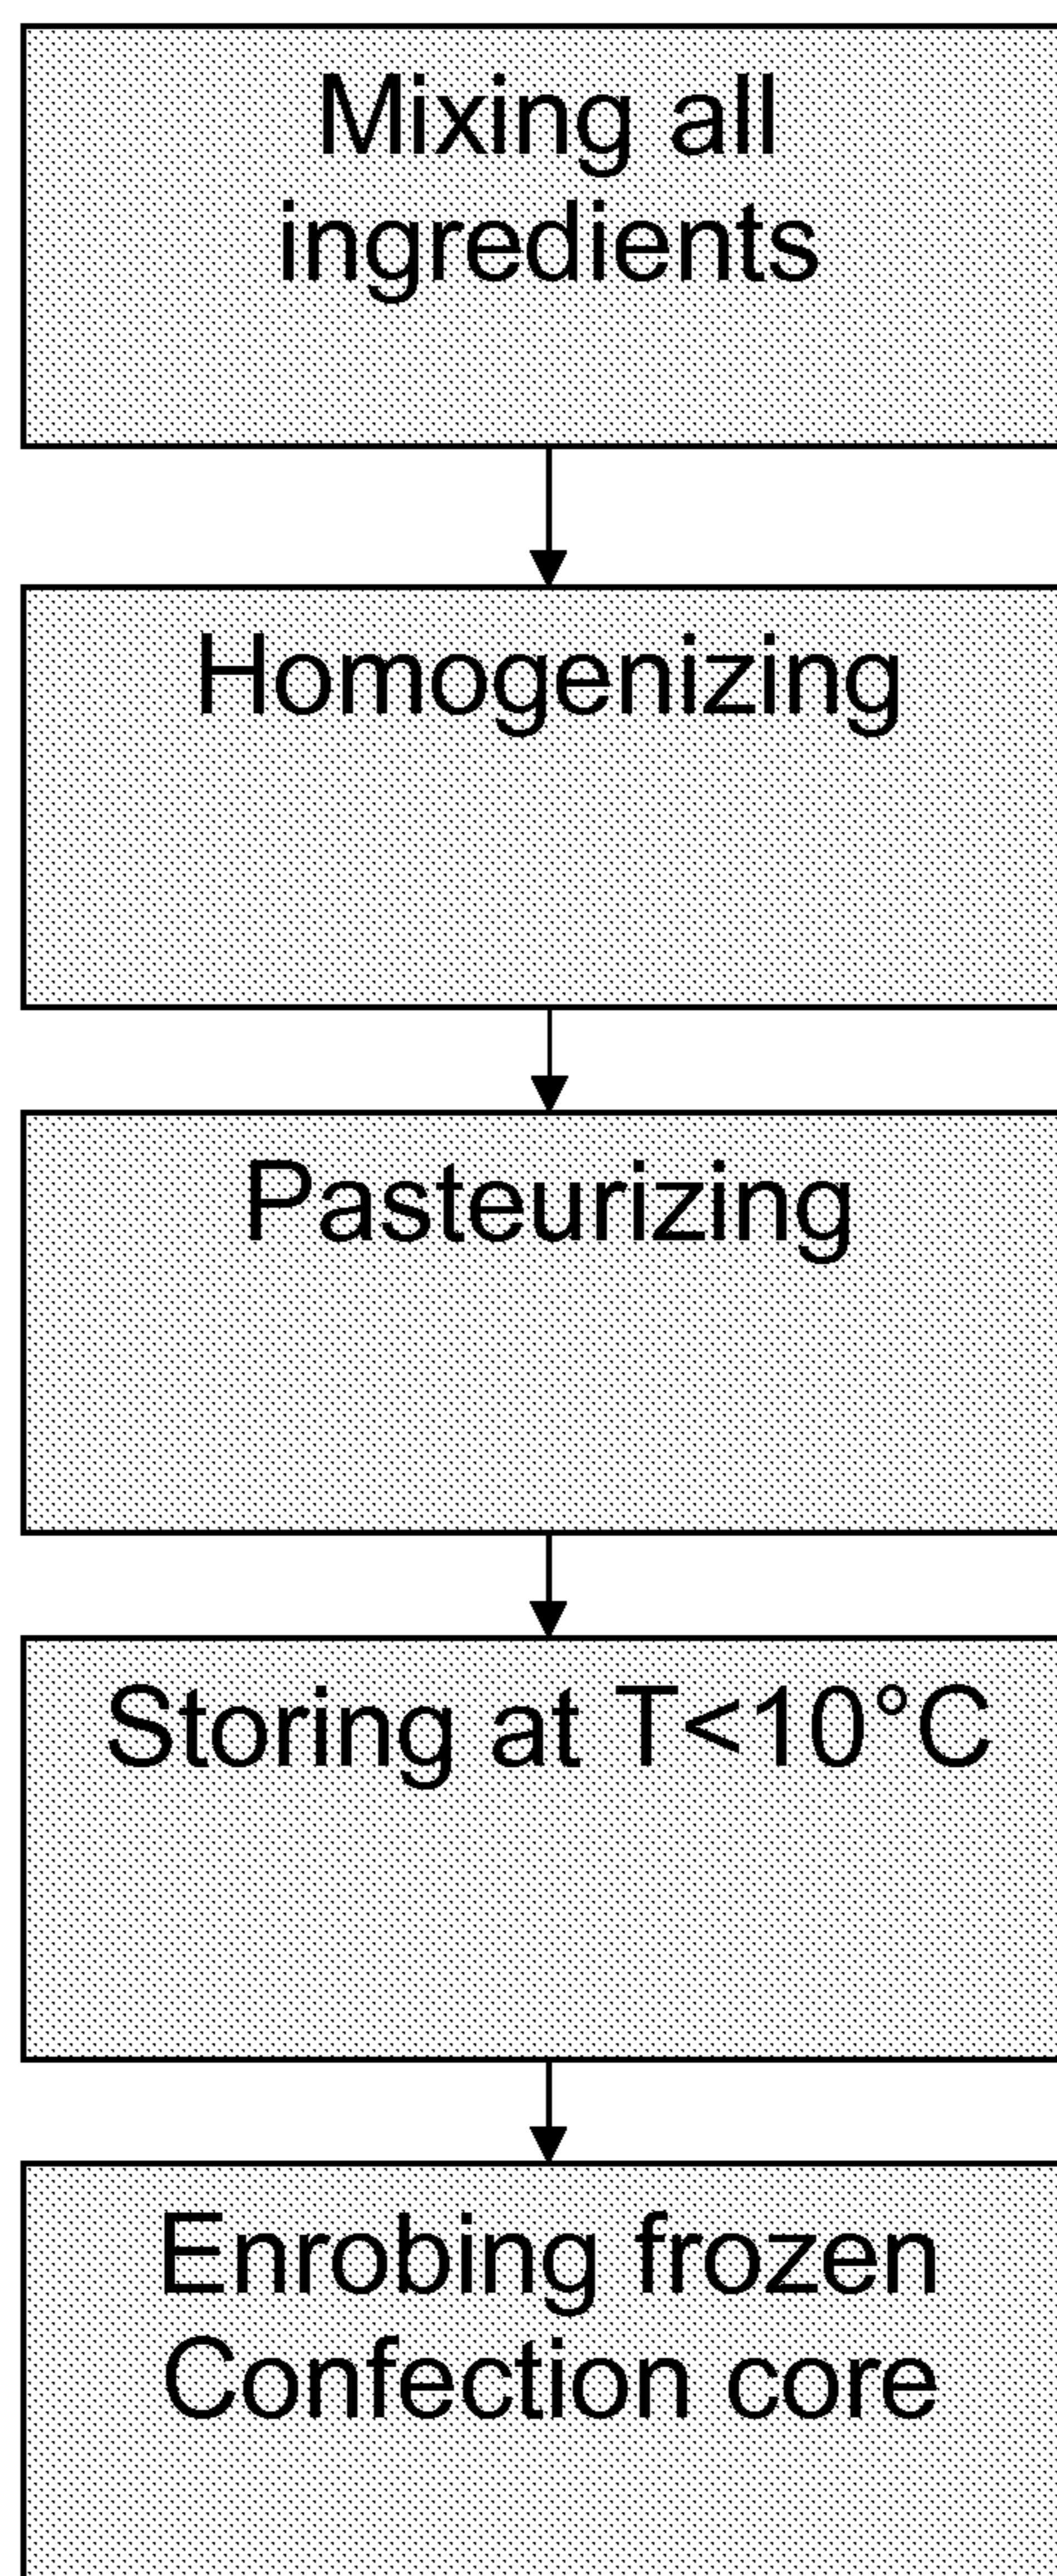 Mixing all
ingredients
Homogenizing
Pasteurizing
Storing at T<10°C
Enrobing frozen
Confection core